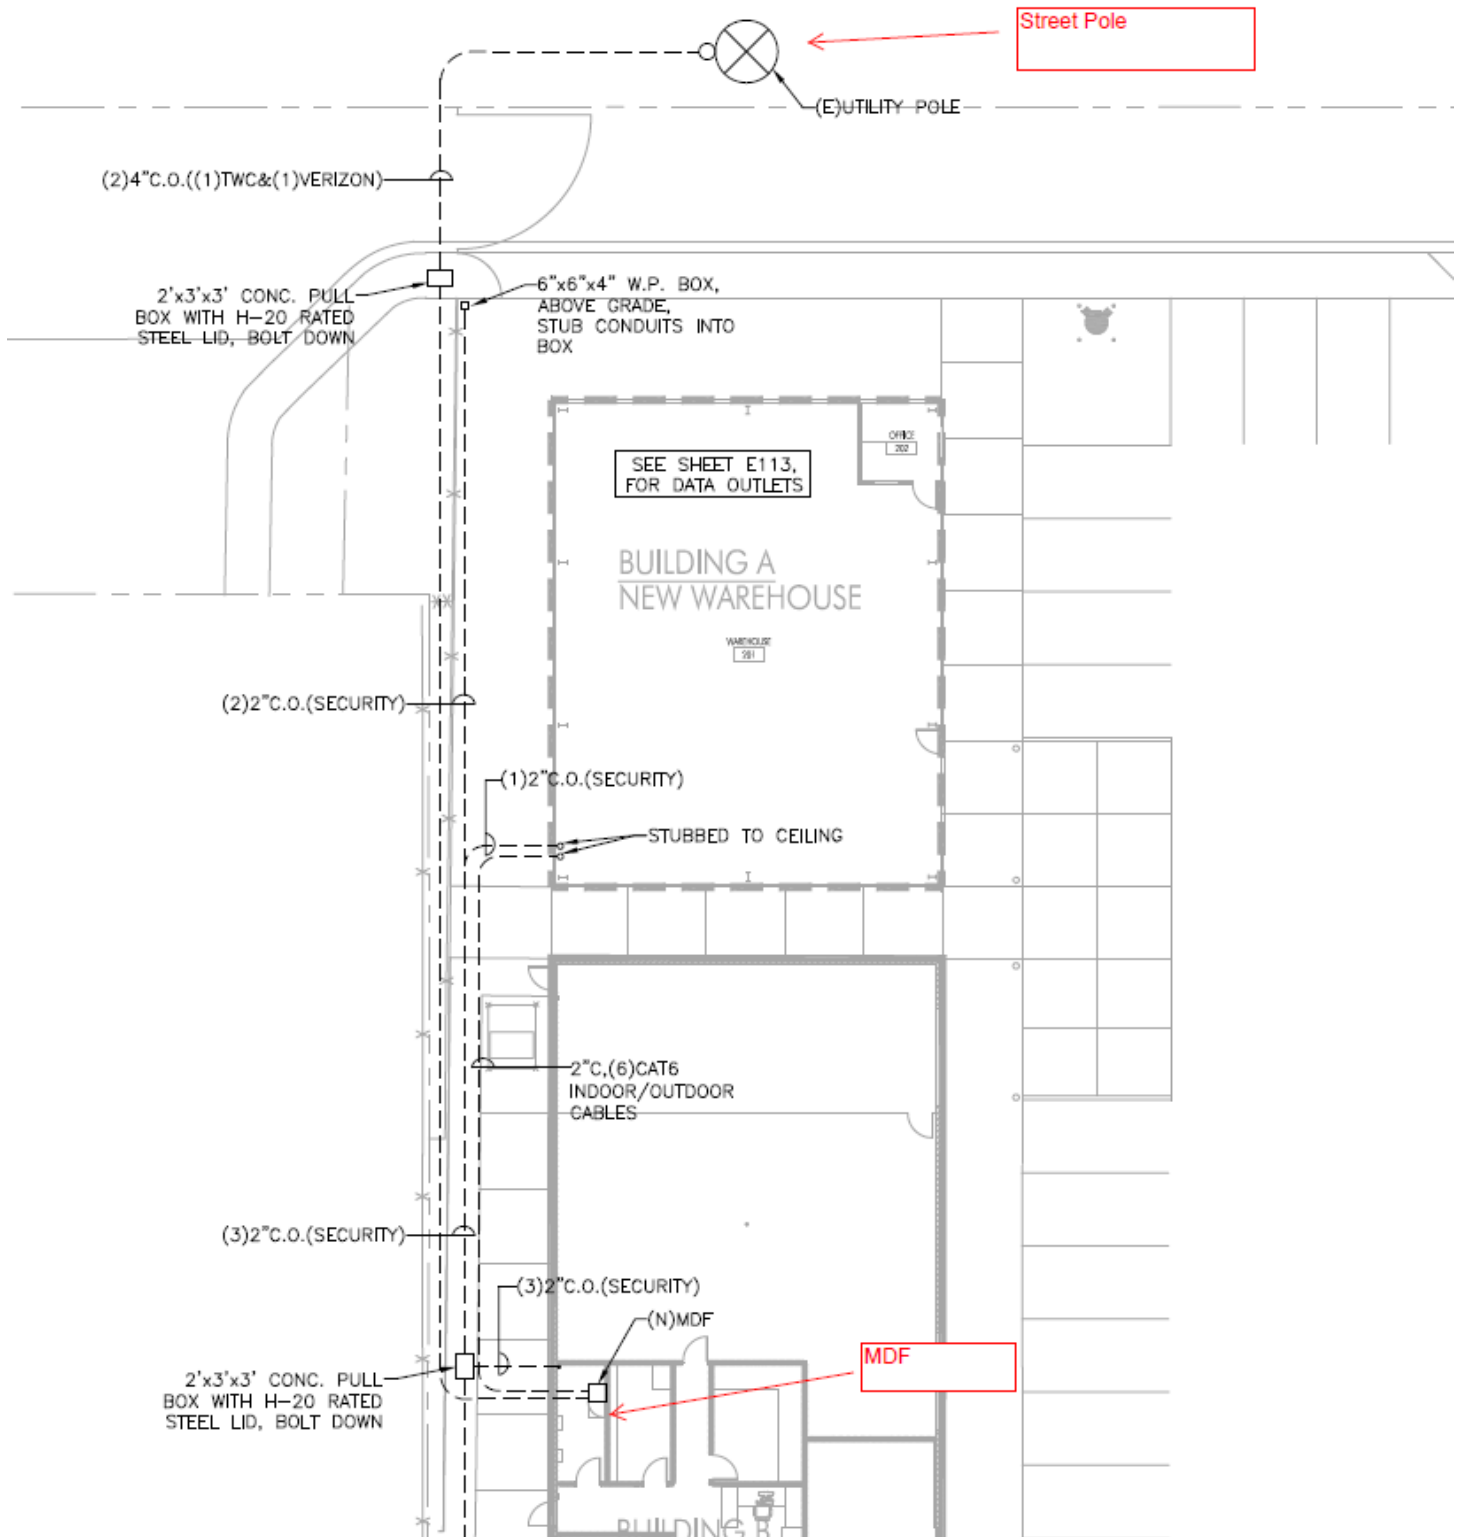 Street Pole
(E)UTILITY POLE
(2)4"C.O.((1)TWC&(1)VERIZON)
2'x3'x3' CONC. PULL
BOX WITH H-20 RATED
STEEL LID, BOLT DOWN
6"x6"x4" W.P. BOX,
ABOVE GRADE,
STUB CONDUITS INTO
BOX
OFFICE
202
SEE SHEET E113,
FOR DATA OUTLETS
BUILDING A
NEW WAREHOUSE
WAREHOUSE
201
(2)2"C.O.(SECURITY)
(1)2"C.O.(SECURITY)
STUBBED TO CEILING
2"C,(6)CAT6
INDOOR/OUTDOOR
CABLES
(3)2"C.O.(SECURITY)
(3)2"C.O.(SECURITY)
(N)MDF
MDF
2'x3'x3' CONC. PULL
BOX WITH H-20 RATED
STEEL LID, BOLT DOWN
BUILDING B